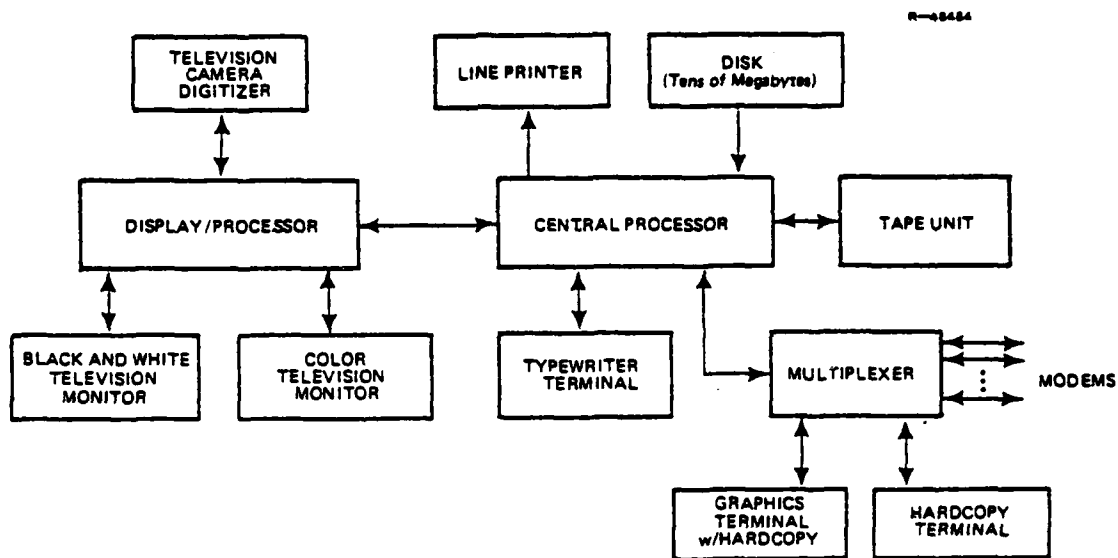 R—48484
TELEVISION
CAMERA
DIGITIZER
LINE PRINTER
DISK
(Tens of Megabytes)
DISPLAY/PROCESSOR
CENTRAL PROCESSOR
TAPE UNIT
BLACK AND WHITE
TELEVISION
MONITOR
COLOR
TELEVISION
MONITOR
TYPEWRITER
TERMINAL
MULTIPLEXER
MODEMS
GRAPHICS
TERMINAL
w/HARDCOPY
HARDCOPY
TERMINAL